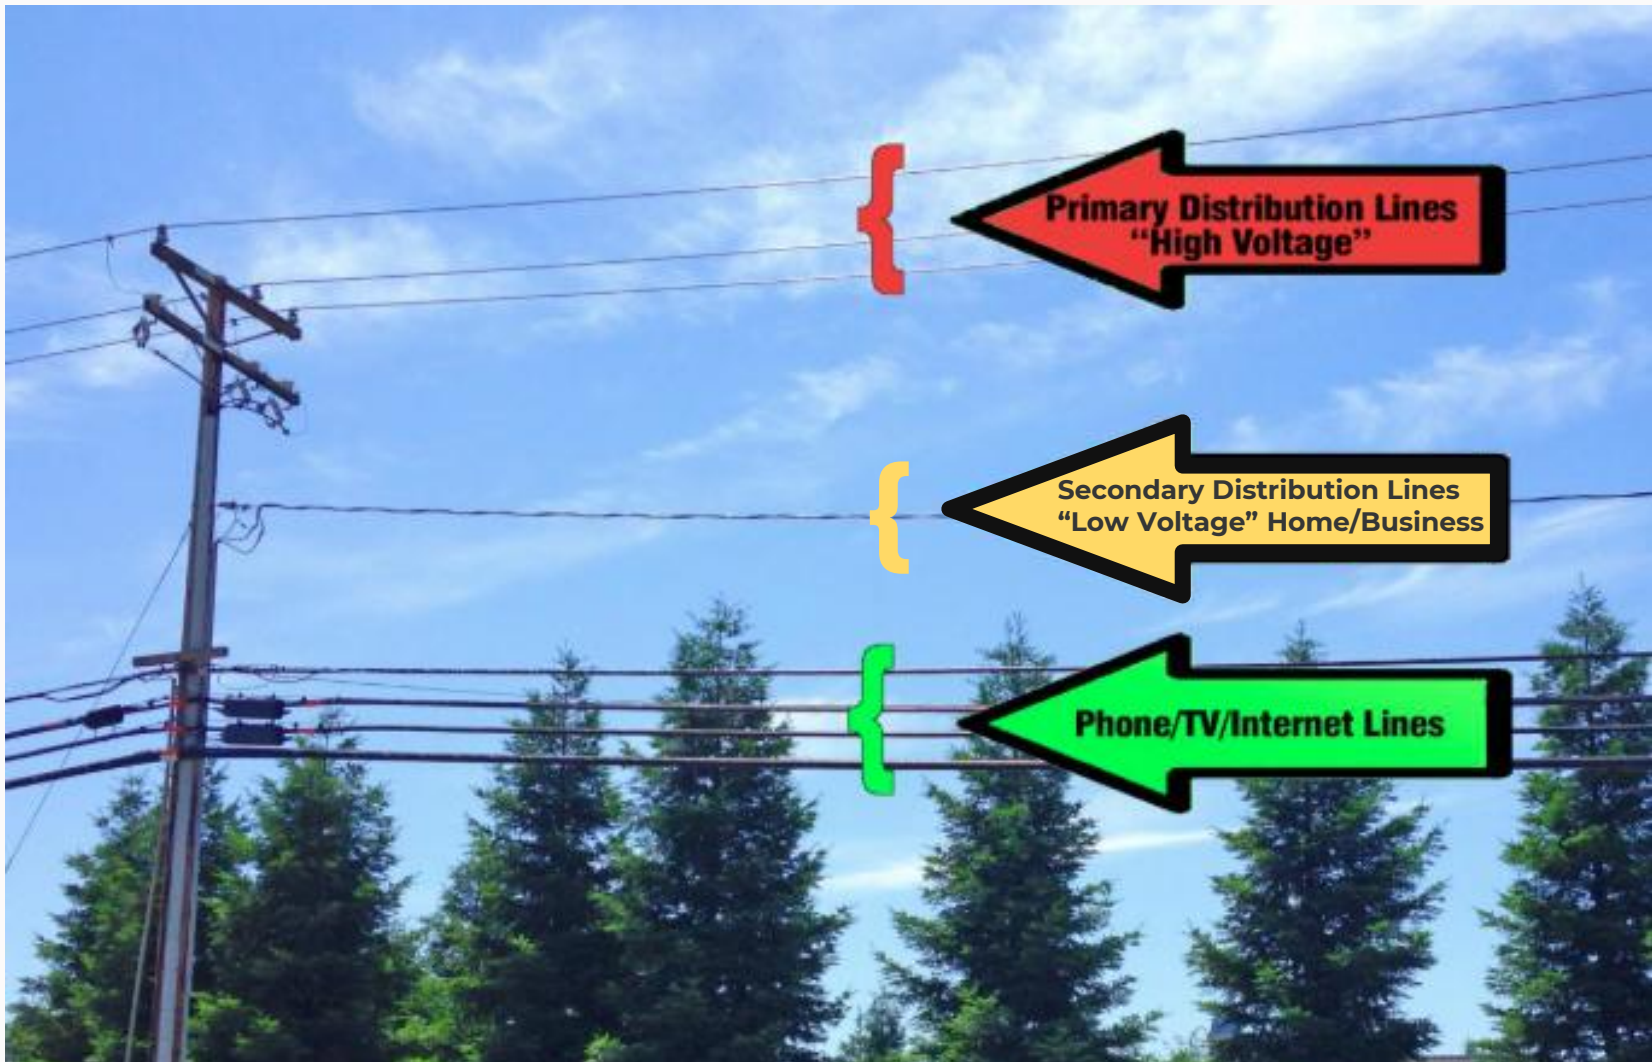 Primary Distribution Lines
“High Voltage”
Secondary Distribution Lines
“Low Voltage” Home/Business
Phone/TV/Internet Lines